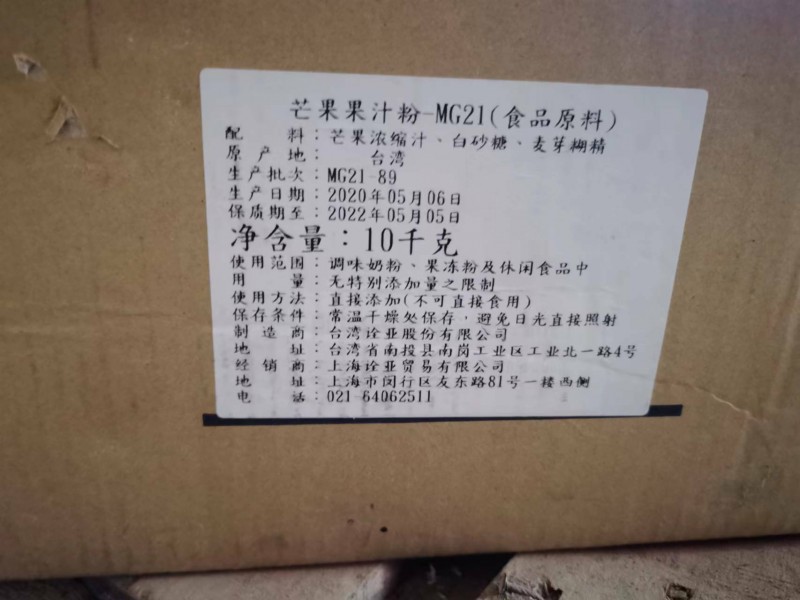 芒果果汁粉-MG21(食品原料)
配 料：芒果浓缩汁、白砂糖、麦芽糊精
原 产 地： 台湾
生产批次：MG21-89
生产日期：2020年05月06日
保质期至：2022年05月05日
净含量：10千克
使用范围：调味奶粉、果冻粉及休闲食品中
用 量：无特别添加量之限制
使用方法：直接添加(不可直接食用)
保存条件：常温干燥处保存，避免日光直接照射
制 造 商：台湾诠亚股份有限公司
地 址：台湾省南投县南岗工业区工业北一路4号
经 销 商：上海诠亚贸易有限公司
地 址：上海市闵行区友东路81号一楼西侧
电 话：021-64062511